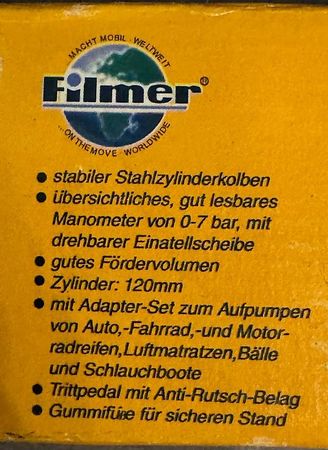 MACHT MOBIL · WELTWEIT
Filmer®
...ON THE MOVE · WORLDWIDE
• stabiler Stahlzylinderkolben
• übersichtliches, gut lesbares
Manometer von 0-7 bar, mit
drehbarer Einatellscheibe
• gutes Fördervolumen
• Zylinder: 120mm
• mit Adapter-Set zum Aufpumpen
von Auto,-Fahrrad,-und Motor-
radreifen,Luftmatratzen,Bälle
und Schlauchboote
• Trittpedal mit Anti-Rutsch-Belag
• Gummifüße für sicheren Stand